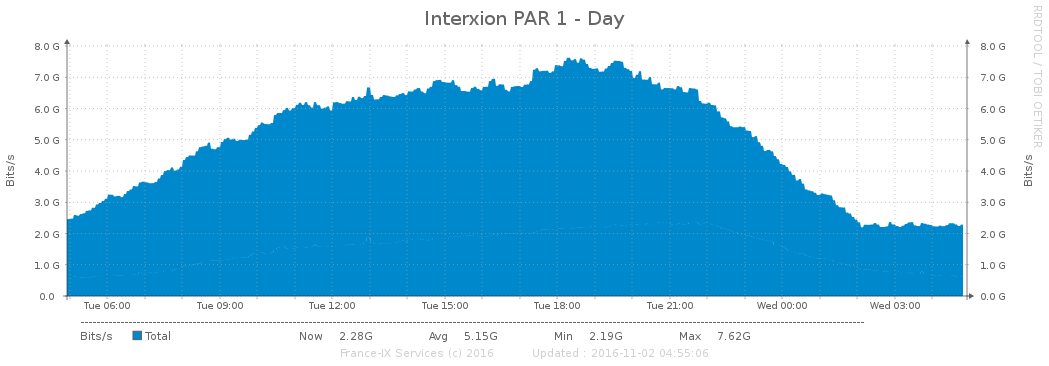 Interxion PAR 1 - Day
RRDTOOL / TOBI OETIKER
Bits/s
8.0 G 8.0 G
7.0 G 7.0 G
6.0 G 6.0 G
5.0 G 5.0 G
4.0 G 4.0 G
3.0 G 3.0 G
2.0 G 2.0 G
1.0 G 1.0 G
0.0 0.0 G
Bits/s
Tue 06:00 Tue 09:00 Tue 12:00 Tue 15:00 Tue 18:00 Tue 21:00 Wed 00:00 Wed 03:00
Bits/s Total Now 2.28G Avg 5.15G Min 2.19G Max 7.62G
France-IX Services (c) 2016 Updated : 2016-11-02 04:55:06